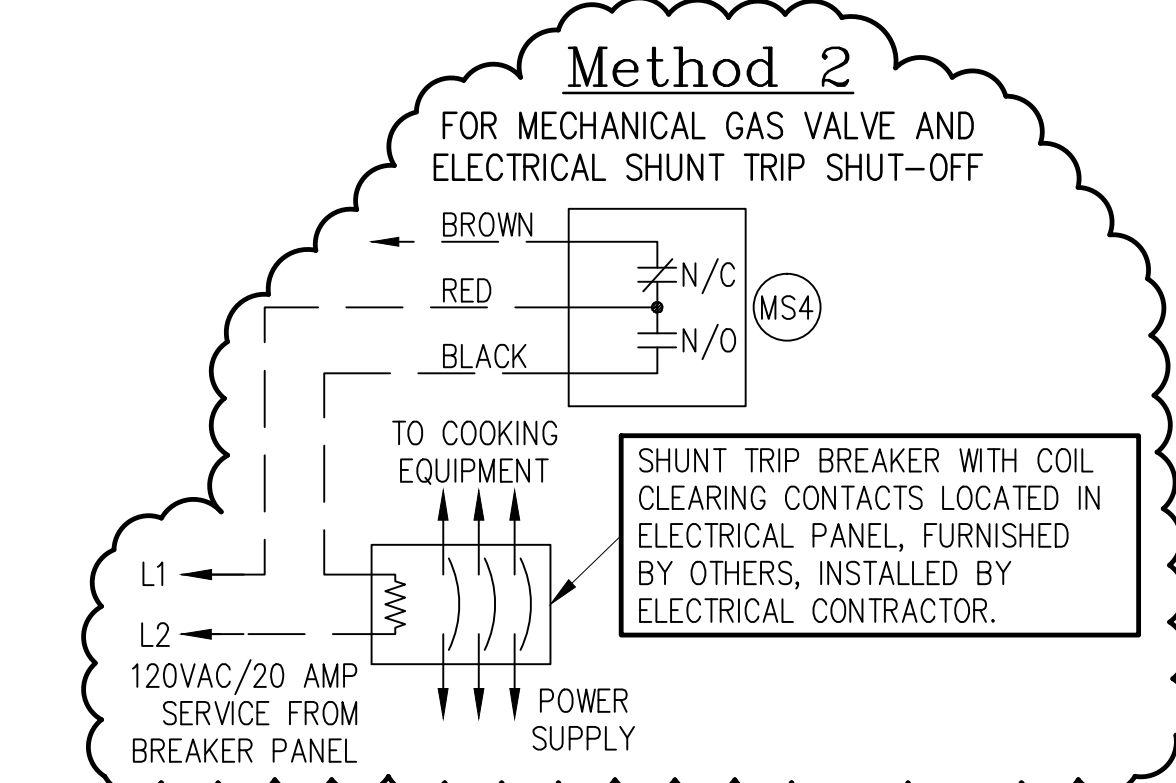 Method 2
FOR MECHANICAL GAS VALVE AND
ELECTRICAL SHUNT TRIP SHUT-OFF
BROWN
N/C
RED
MS4
N/O
BLACK
TO COOKING
EQUIPMENT
SHUNT TRIP BREAKER WITH COIL
CLEARING CONTACTS LOCATED IN
ELECTRICAL PANEL, FURNISHED
BY OTHERS, INSTALLED BY
ELECTRICAL CONTRACTOR.
L1
L2
120VAC/20 AMP
SERVICE FROM
BREAKER PANEL
POWER
SUPPLY